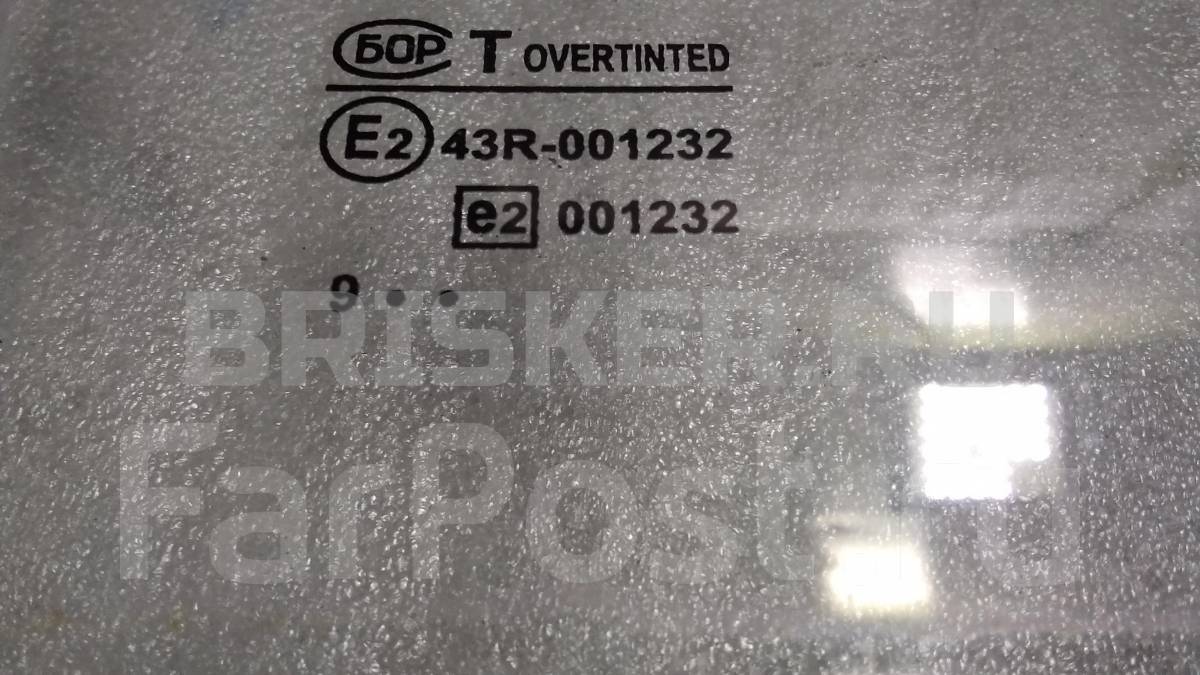 БОР T OVERTINTED
E2 43R-001232
e2 001232
9 . .
BRISKER.RU
FarPost.ru